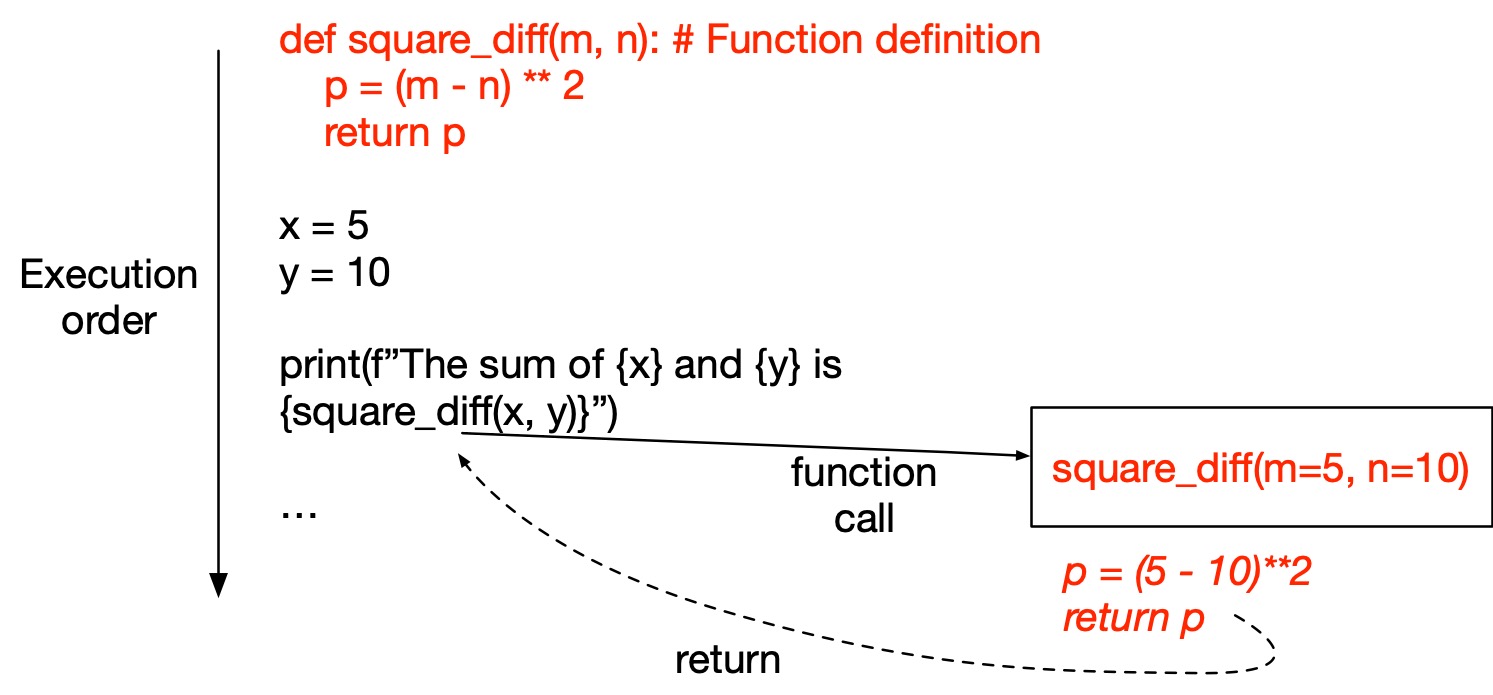 def square_diff(m, n): # Function definition
p = (m - n) ** 2
return p
x = 5
y = 10
Execution
order
print(f”The sum of {x} and {y} is
{square_diff(x, y)}”)
function
call
square_diff(m=5, n=10)
...
p = (5 - 10)**2
return p
return